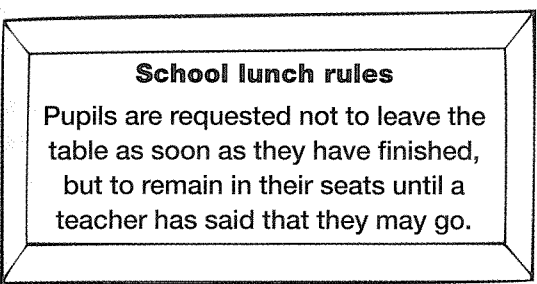 School lunch rules
Pupils are requested not to leave the
table as soon as they have finished,
but to remain in their seats until a
teacher has said that they may go.